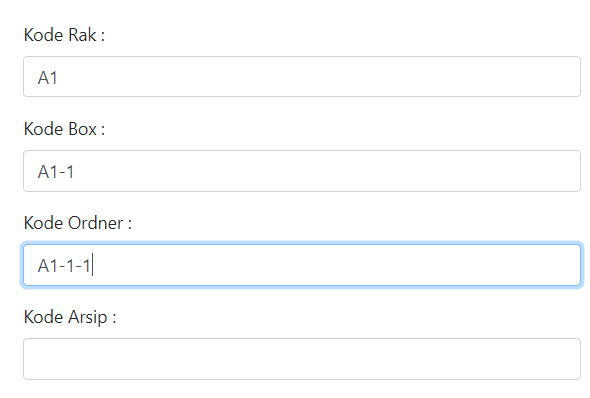 Kode Rak :
A1
Kode Box :
A1-1
Kode Ordner :
A1-1-1
Kode Arsip :